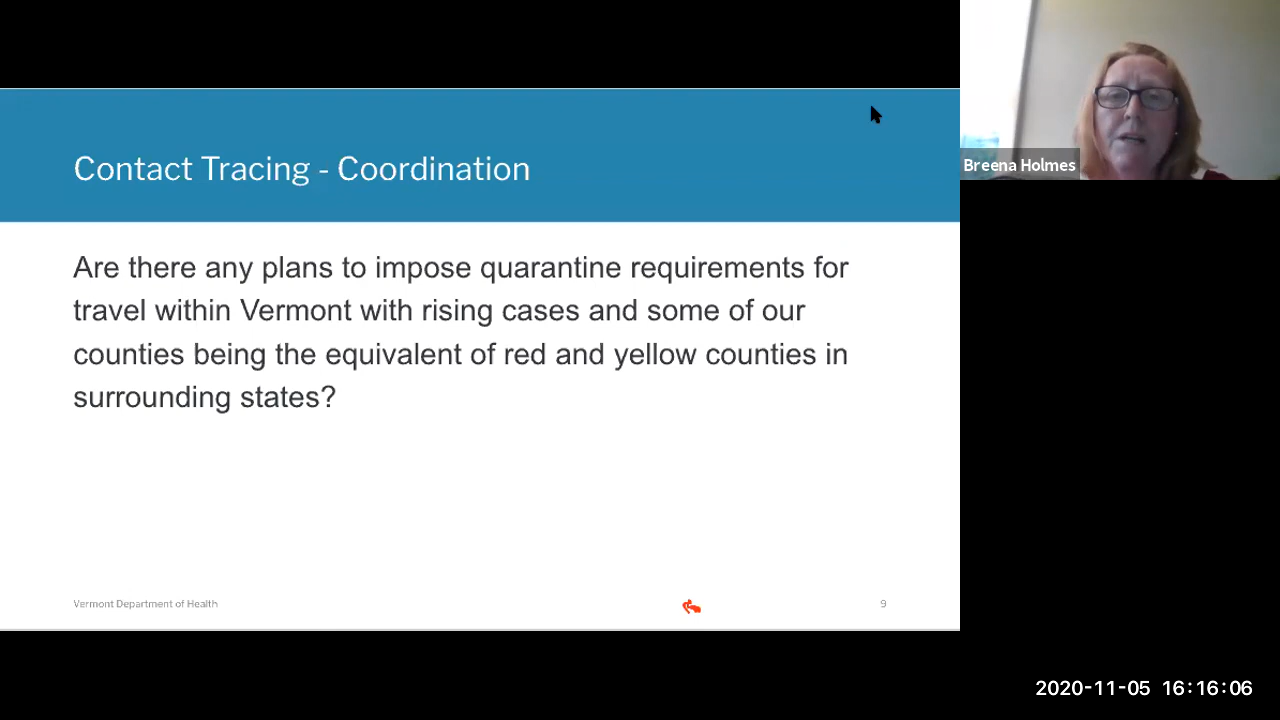 Contact Tracing - Coordination
Breena Holmes
Are there any plans to impose quarantine requirements for
travel within Vermont with rising cases and some of our
counties being the equivalent of red and yellow counties in
surrounding states?
Vermont Department of Health
9
2020-11-05 16:16:06